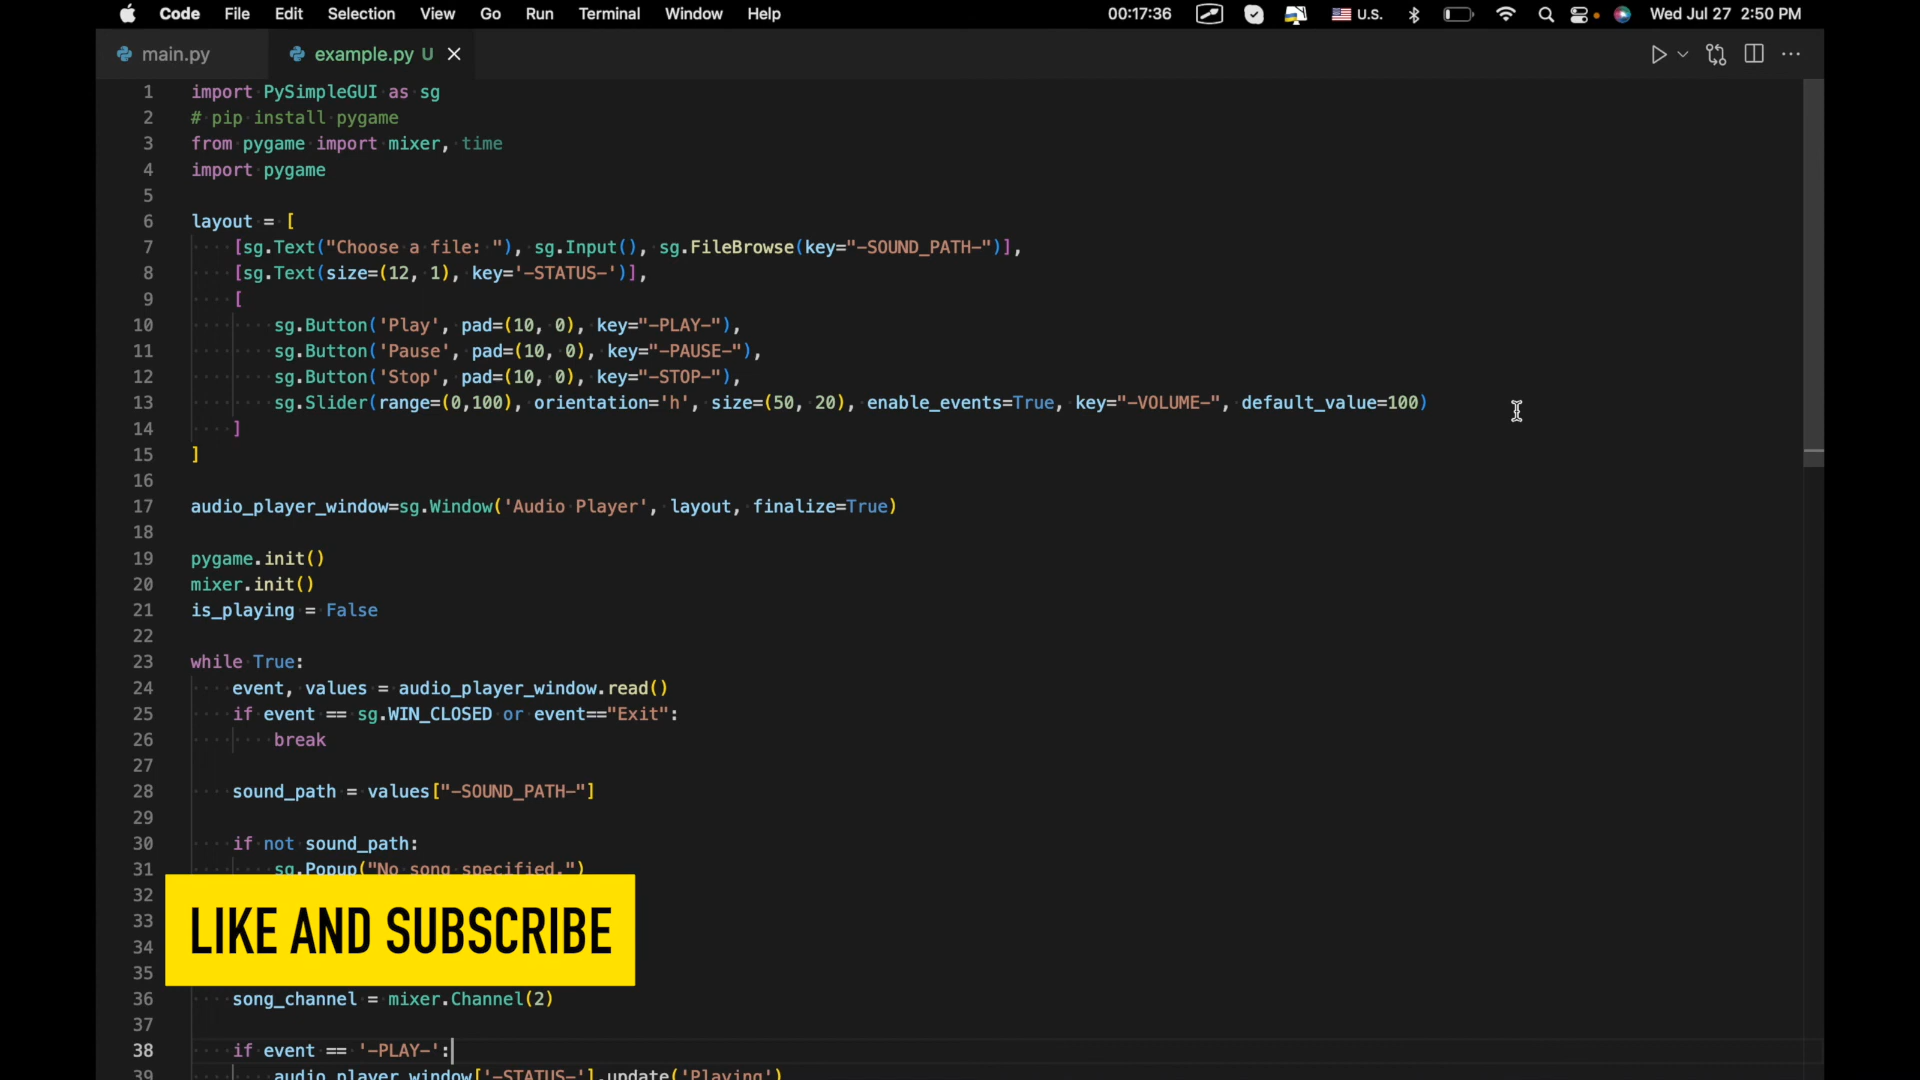 Code File Edit Selection View Go Run Terminal Window Help 00:17:36 U.S. Wed Jul 27 2:50 PM
main.py example.py U
1 import PySimpleGUI as sg
2 # pip install pygame
3 from pygame import mixer, time
4 import pygame
5
6 layout = [
7 [sg.Text("Choose a file: "), sg.Input(), sg.FileBrowse(key="-SOUND_PATH-")],
8 [sg.Text(size=(12, 1), key='-STATUS-')],
9 [
10 sg.Button('Play', pad=(10, 0), key="-PLAY-"),
11 sg.Button('Pause', pad=(10, 0), key="-PAUSE-"),
12 sg.Button('Stop', pad=(10, 0), key="-STOP-"),
13 sg.Slider(range=(0,100), orientation='h', size=(50, 20), enable_events=True, key="-VOLUME-", default_value=100)
14 ]
15 ]
16
17 audio_player_window=sg.Window('Audio Player', layout, finalize=True)
18
19 pygame.init()
20 mixer.init()
21 is_playing = False
22
23 while True:
24 event, values = audio_player_window.read()
25 if event == sg.WIN_CLOSED or event=="Exit":
26 break
27
28 sound_path = values["-SOUND_PATH-"]
29
30 if not sound_path:
31 sg.Popup("No song specified.")
32
33 LIKE AND SUBSCRIBE
34
35
36 song_channel = mixer.Channel(2)
37
38 if event == '-PLAY-':
39 audio_player_window['-STATUS-'].update('Playing')